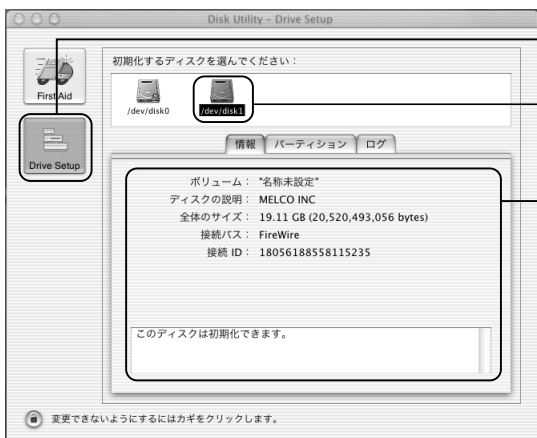 Disk Utility – Drive Setup
First Aid
Drive Setup
初期化するディスクを選んでください：
/dev/disk0
/dev/disk1
情報
パーティション
ログ
ボリューム： "名称未設定"
ディスクの説明： MELCO INC
全体のサイズ： 19.11 GB (20,520,493,056 bytes)
接続バス： FireWire
接続 ID： 18056188558115235
このディスクは初期化できます。
変更できないようにするにはカギをクリックします。